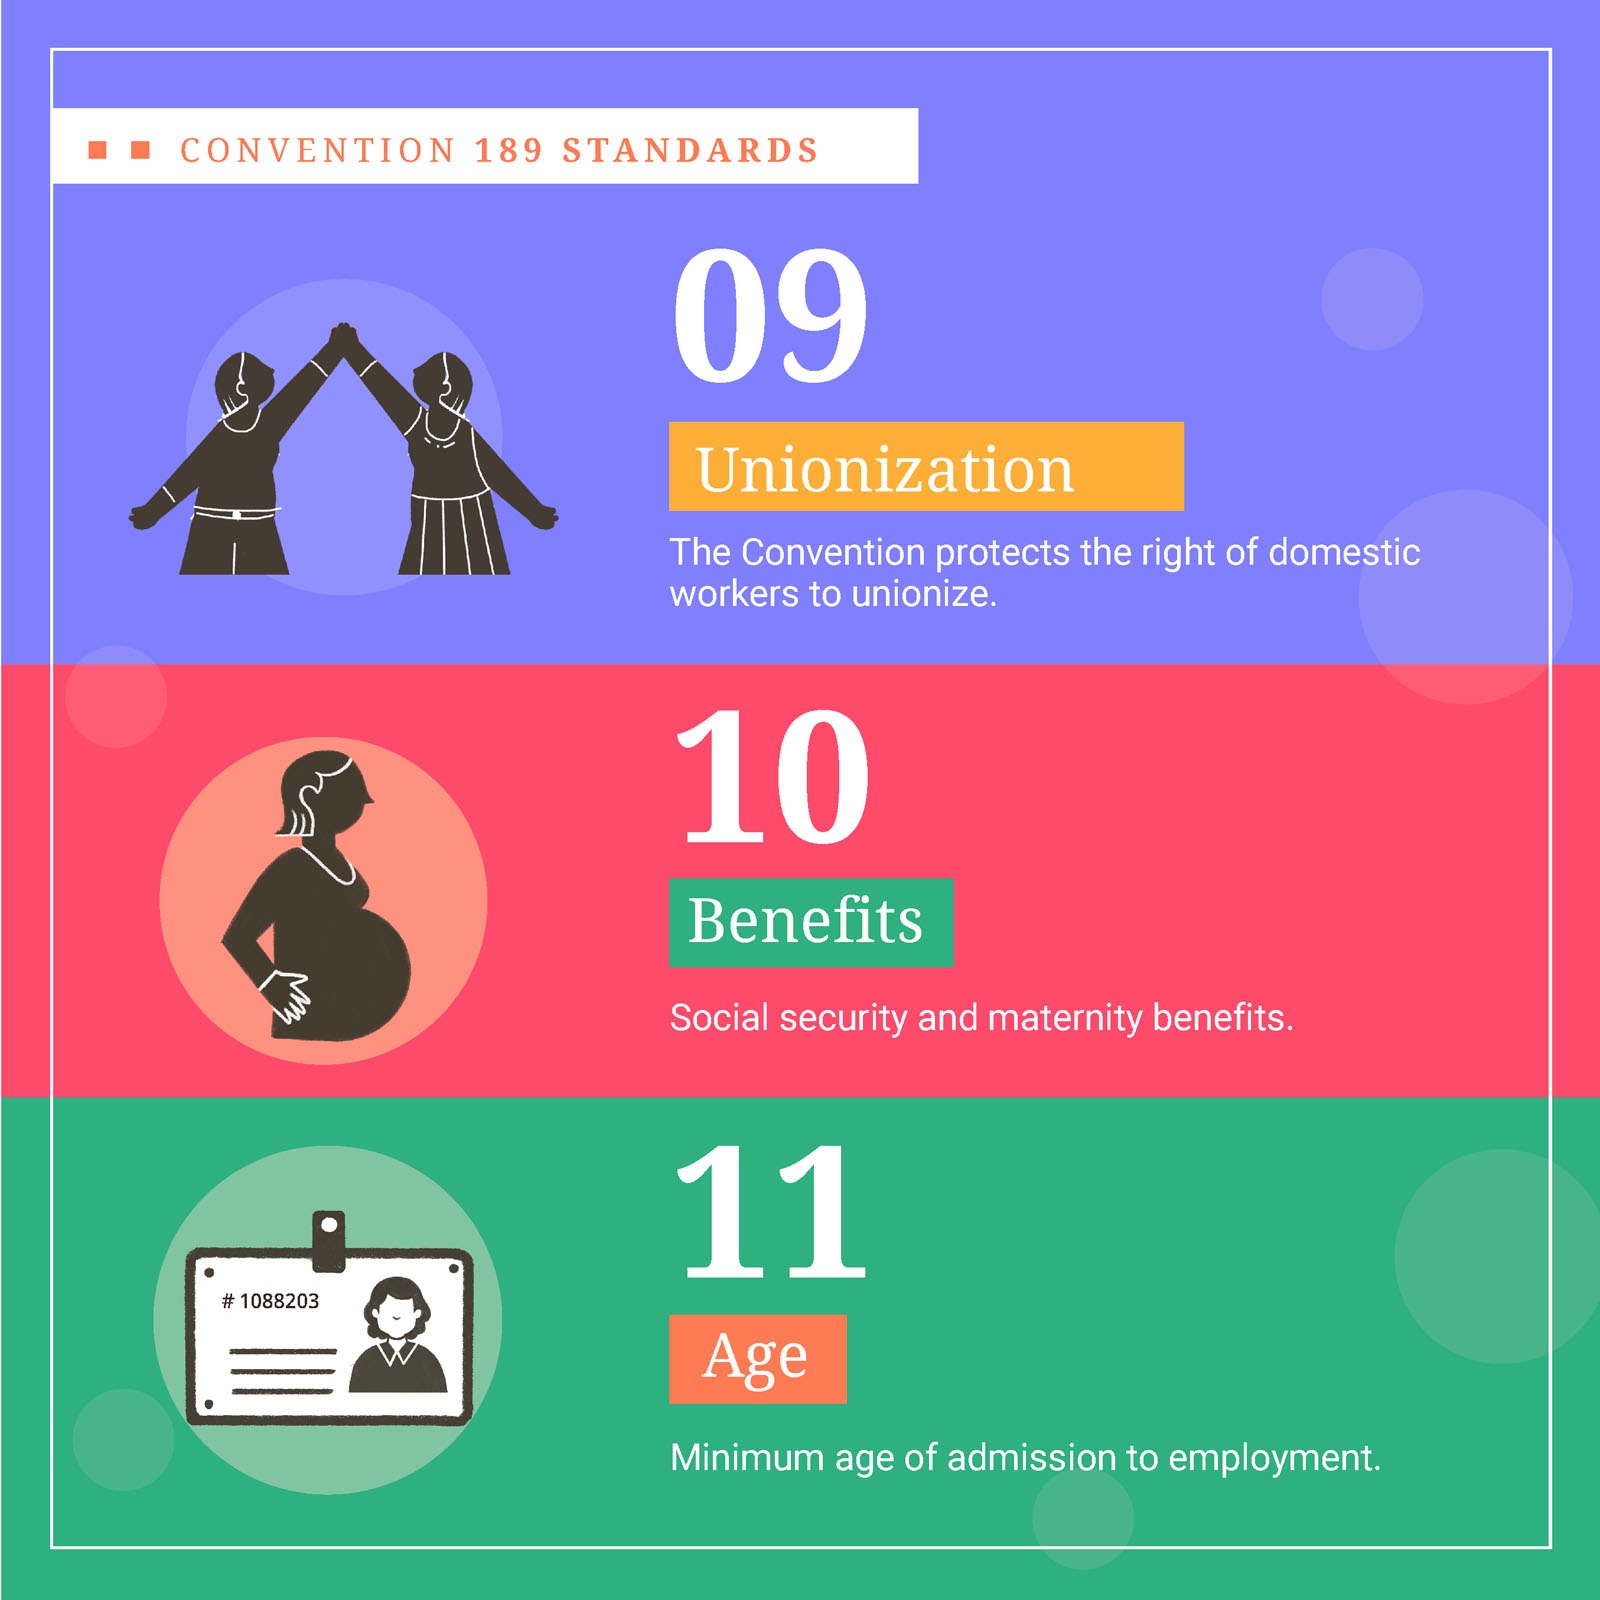 CONVENTION 189 STANDARDS
09
Unionization
The Convention protects the right of domestic
workers to unionize.
10
Benefits
Social security and maternity benefits.
11
# 1088203
Age
Minimum age of admission to employment.